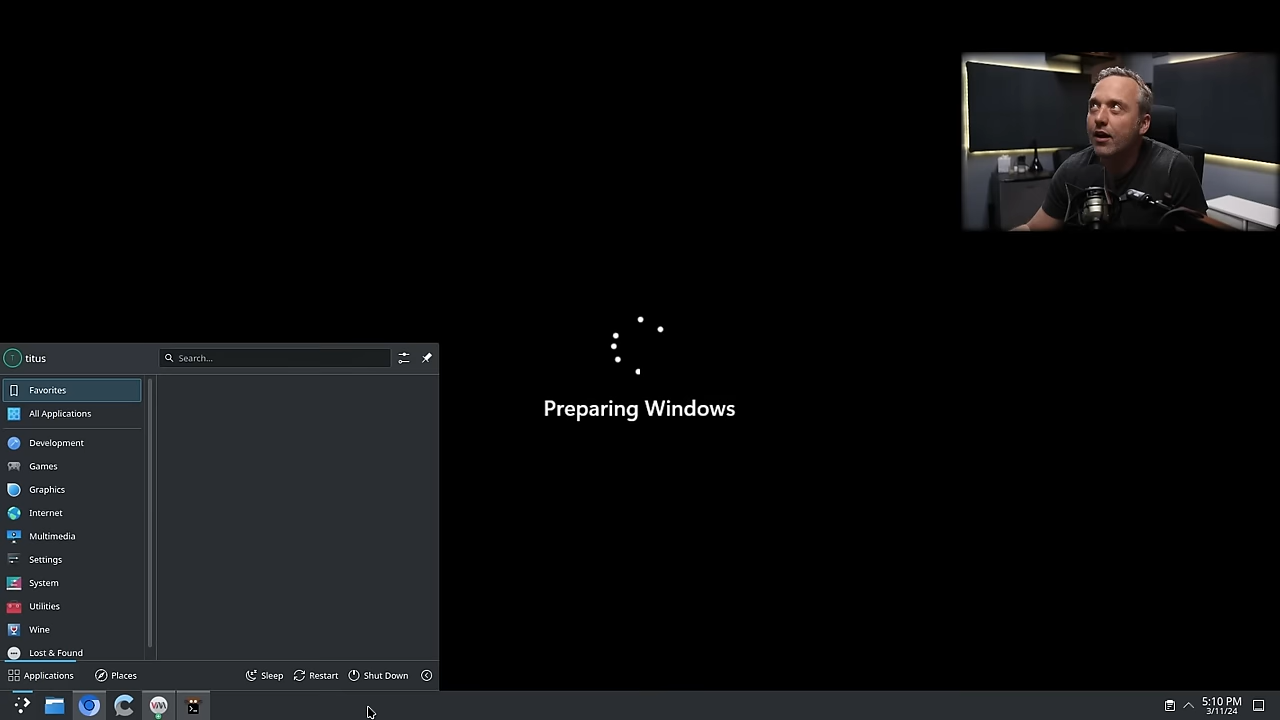 Preparing Windows
titus
Search...
Favorites
All Applications
Development
Games
Graphics
Internet
Multimedia
Settings
System
Utilities
Wine
Lost & Found
Applications
Places
Sleep
Restart
Shut Down
5:10 PM
3/11/24